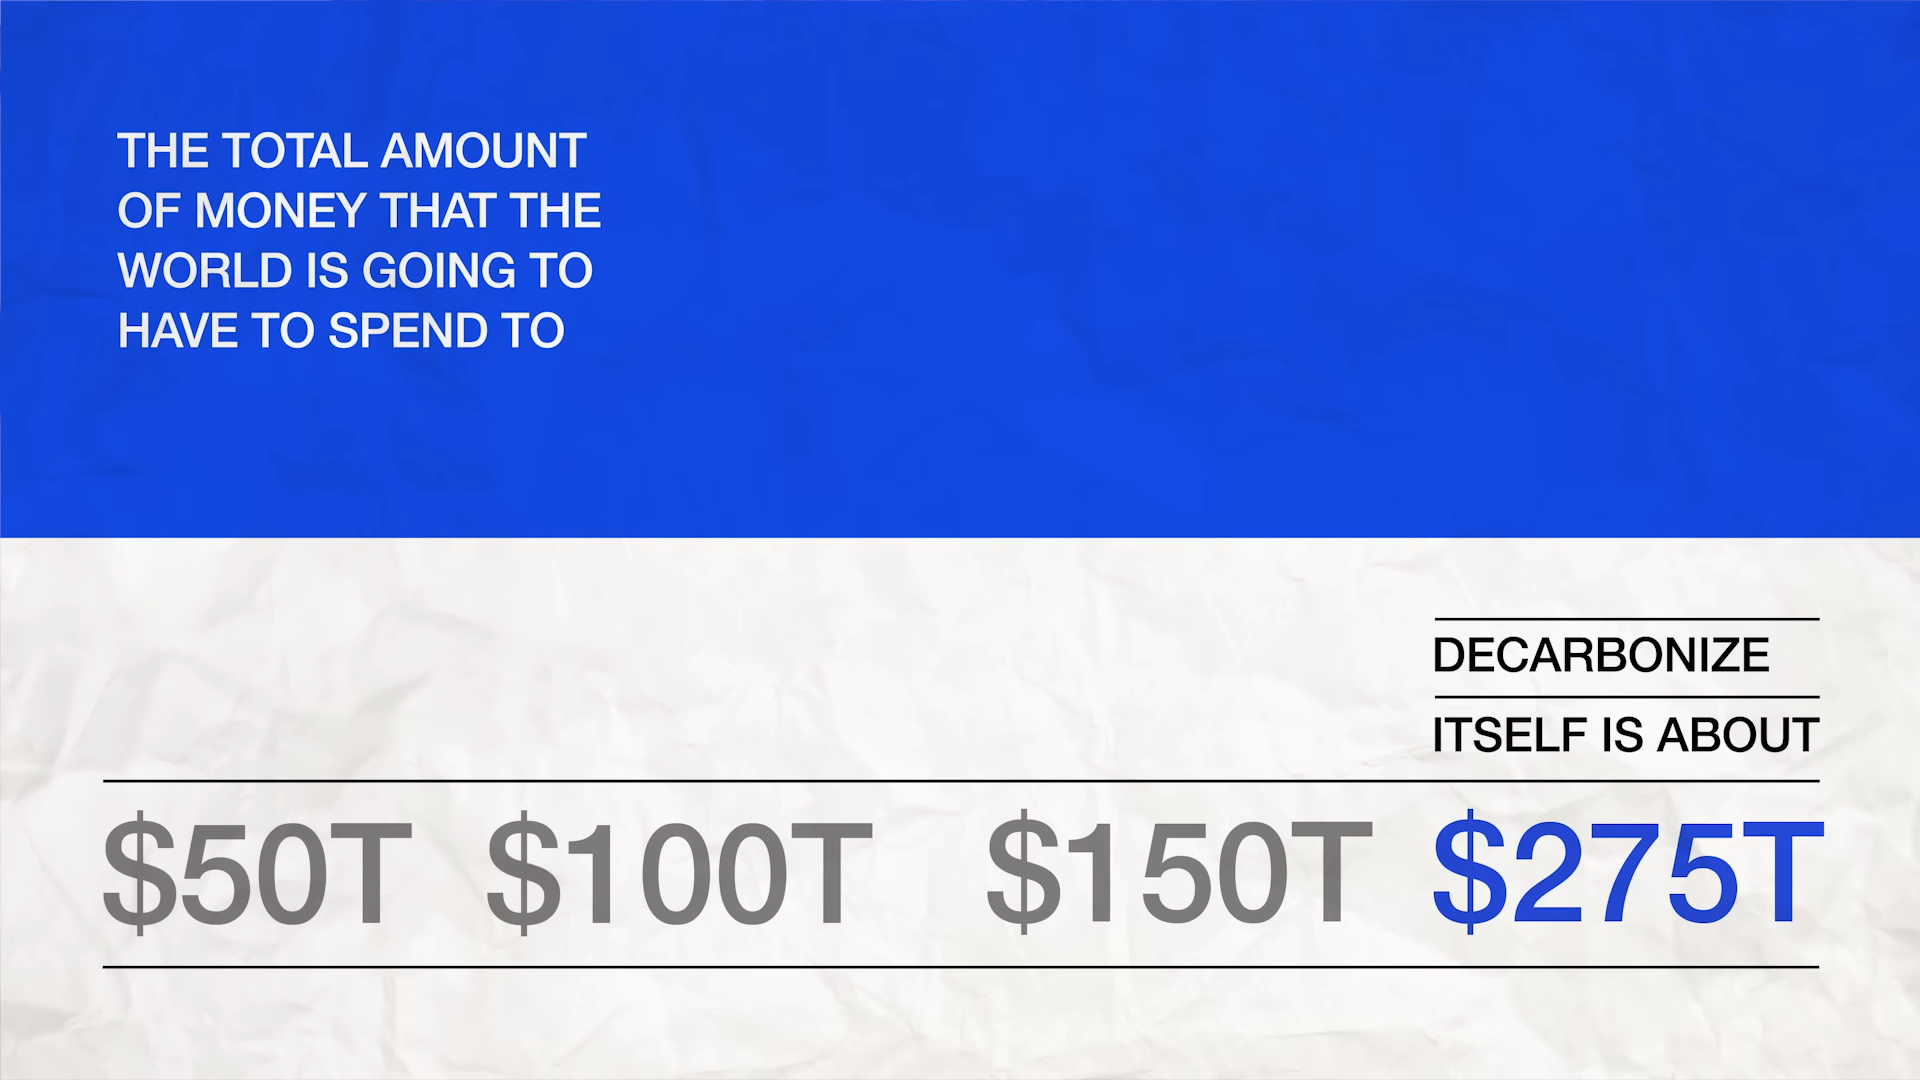 THE TOTAL AMOUNT
OF MONEY THAT THE
WORLD IS GOING TO
HAVE TO SPEND TO
DECARBONIZE
ITSELF IS ABOUT
$50T $100T $150T $275T